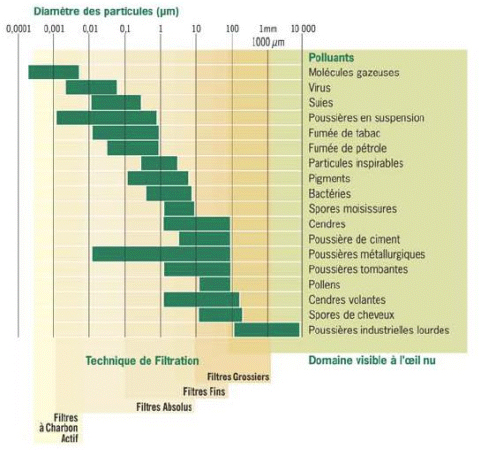 Diamètre des particules (µm)
0,0001 0,001 0,01 0,1 1 10 100 1mn 10 000
1000 µm
Polluants
Molécules gazeuses
Virus
Suies
Poussières en suspension
Fumée de tabac
Fumée de pétrole
Particules inspirables
Pigments
Bactéries
Spores moisissures
Cendres
Poussière de ciment
Poussières métallurgiques
Poussières tombantes
Pollens
Cendres volantes
Spores de cheveux
Poussières industrielles lourdes
Technique de Filtration
Domaine visible à l'œil nu
Filtres Grossiers
Filtres Fins
Filtres Absolus
Filtres
à Charbon
Actif